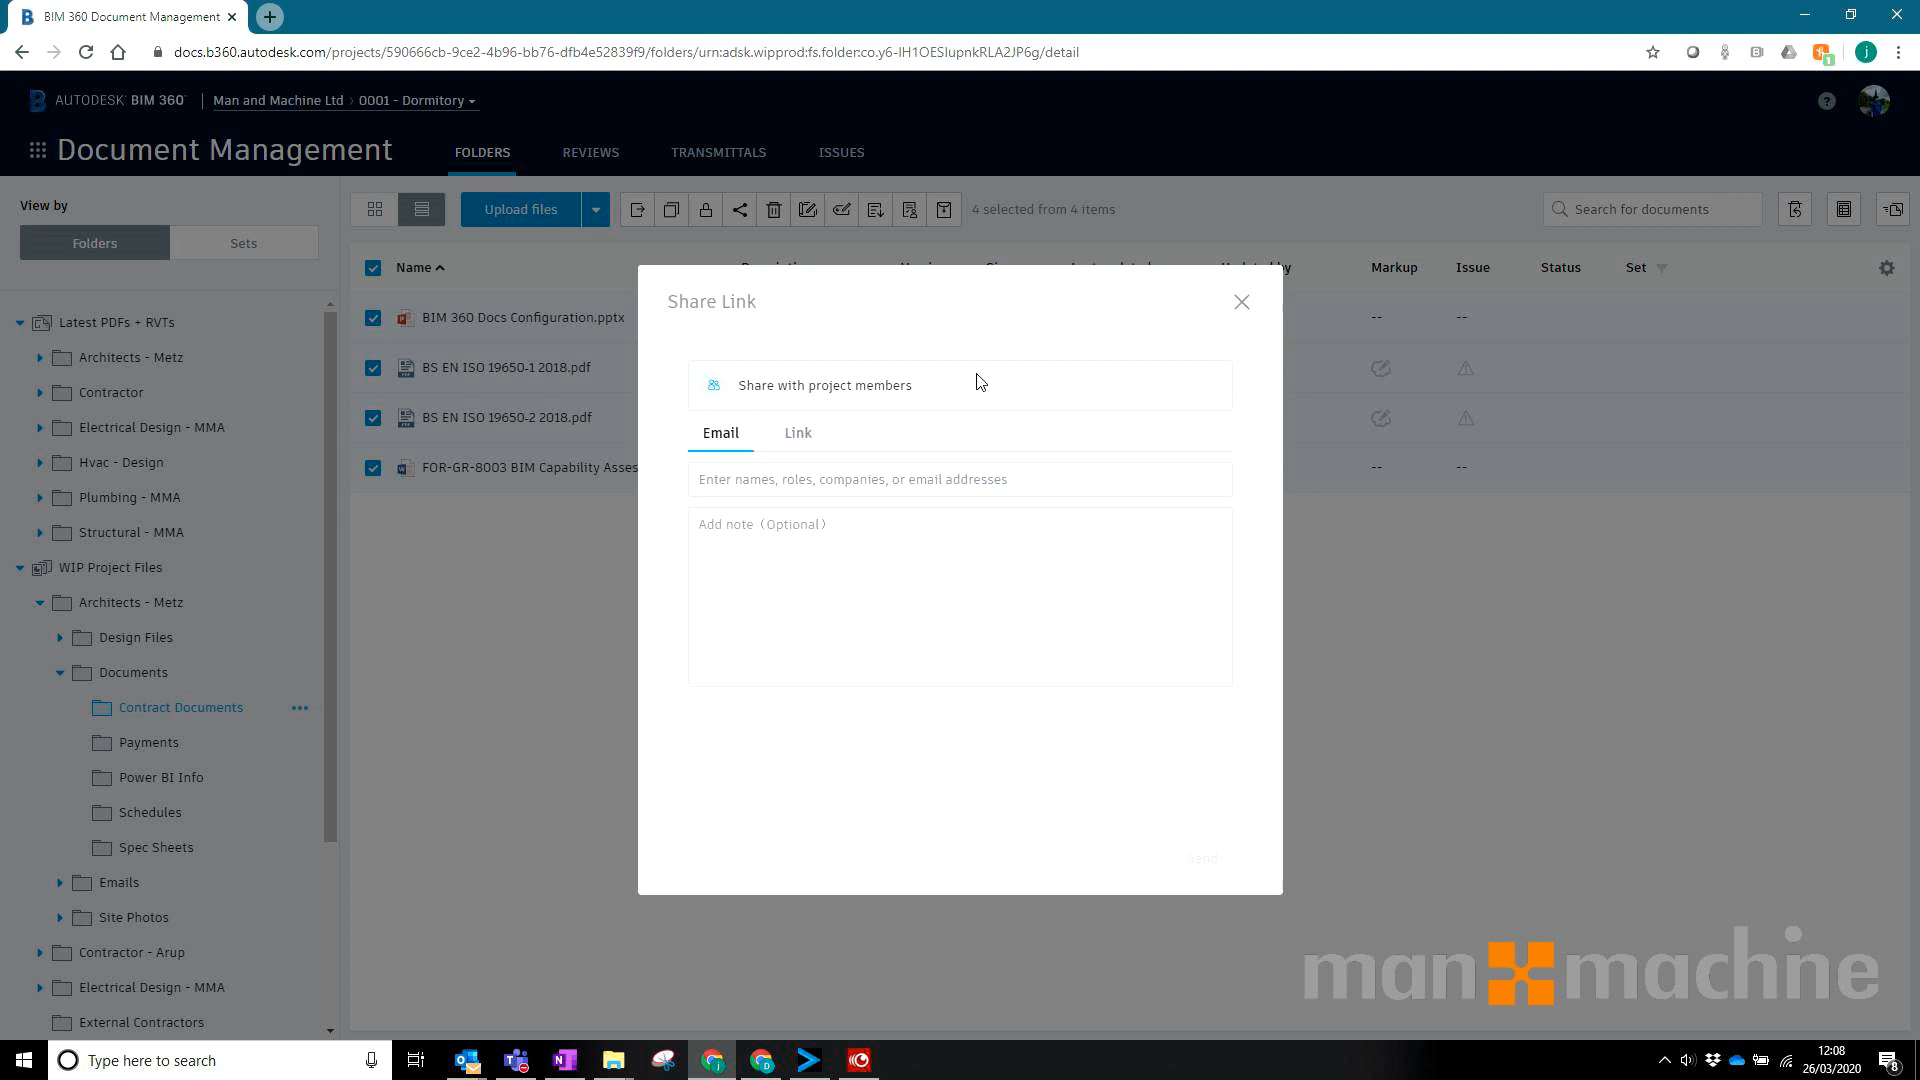 BIM 360 Document Management
docs.b360.autodesk.com/projects/590666cb-9ce2-4b96-bb76-dfb4e52839f9/folders/urn:adsk.wipprod:fs.folder:co.y6-IH1OESIupnkRLA2JP6g/detail
j
1
AUTODESK BIM 360
Man and Machine Ltd > 0001 - Dormitory
Document Management
FOLDERS
REVIEWS
TRANSMITTALS
ISSUES
View by
Folders
Sets
Upload files
4 selected from 4 items
Search for documents
Name
Markup
Issue
Status
Set
BIM 360 Docs Configuration.pptx
-- --
BS EN ISO 19650-1 2018.pdf
BS EN ISO 19650-2 2018.pdf
FOR-GR-8003 BIM Capability Asses
-- --
Latest PDFs + RVTs
Architects - Metz
Contractor
Electrical Design - MMA
Hvac - Design
Plumbing - MMA
Structural - MMA
WIP Project Files
Architects - Metz
Design Files
Documents
Contract Documents
Payments
Power BI Info
Schedules
Spec Sheets
Emails
Site Photos
Contractor - Arup
Electrical Design - MMA
External Contractors
Share Link
Share with project members
Email
Link
Enter names, roles, companies, or email addresses
Add note (Optional)
Send
man machine
Type here to search
12:08
26/03/2020
8